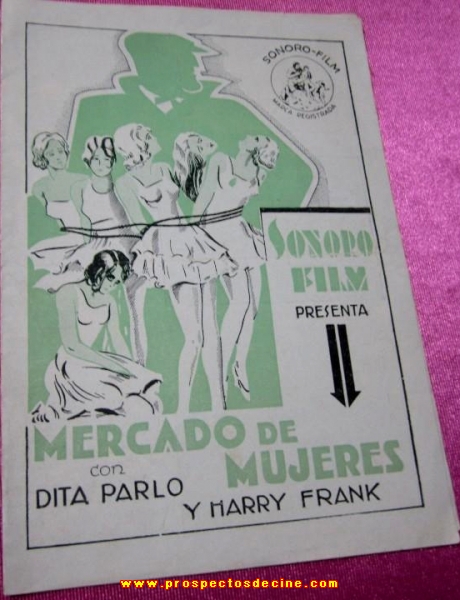 SONORO-FILM
MARCA REGISTRADA
SONORO
FILM
PRESENTA
MERCADO DE
MUJERES
con
DITA PARLO
Y HARRY FRANK
www.prospectosdecine.com